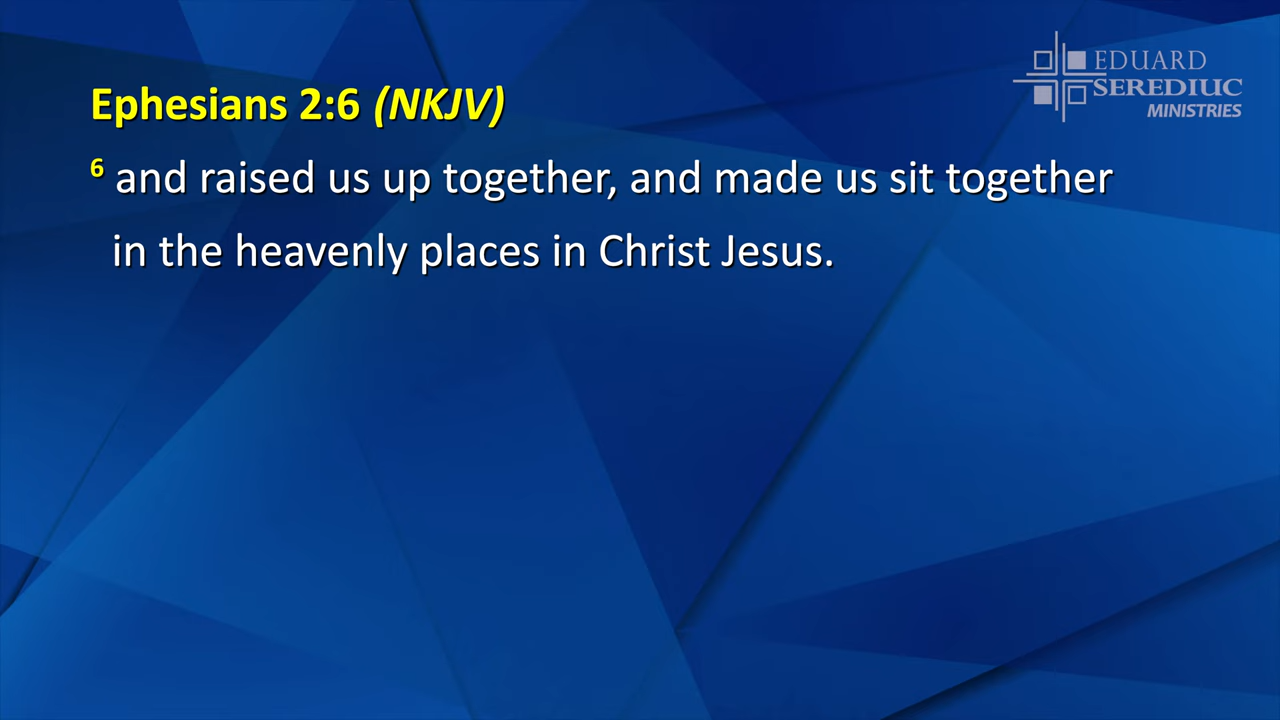 EDUARD
SEREDIUC
MINISTRIES
Ephesians 2:6 (NKJV)
6 and raised us up together, and made us sit together
in the heavenly places in Christ Jesus.